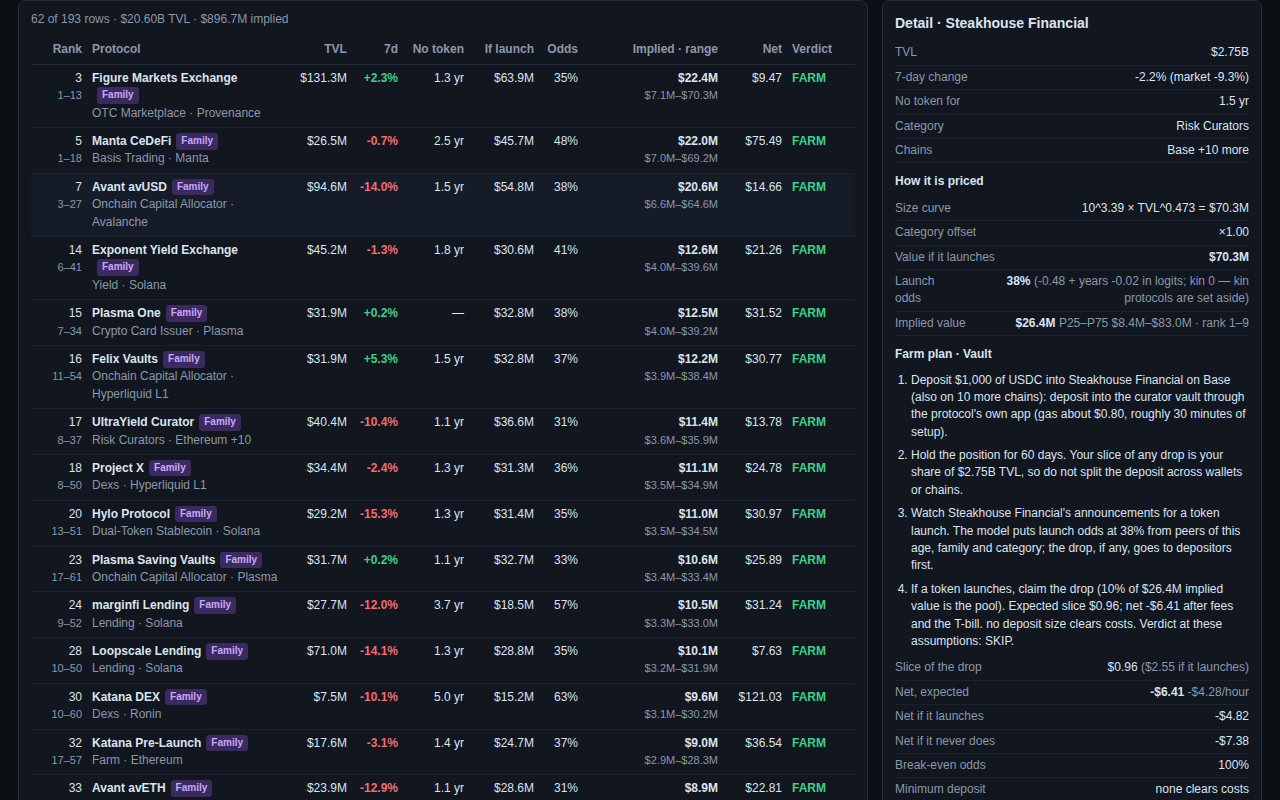 62 of 193 rows · $20.60B TVL · $896.7M implied
Rank Protocol TVL 7d No token If launch Odds Implied · range Net Verdict
3 Figure Markets Exchange $131.3M +2.3% 1.3 yr $63.9M 35% $22.4M $9.47 FARM
1–13 Family $7.1M–$70.3M
OTC Marketplace · Provenance
5 Manta CeDeFi Family $26.5M -0.7% 2.5 yr $45.7M 48% $22.0M $75.49 FARM
1–18 Basis Trading · Manta $7.0M–$69.2M
7 Avant avUSD Family $94.6M -14.0% 1.5 yr $54.8M 38% $20.6M $14.66 FARM
3–27 Onchain Capital Allocator · $6.6M–$64.6M
Avalanche
14 Exponent Yield Exchange $45.2M -1.3% 1.8 yr $30.6M 41% $12.6M $21.26 FARM
6–41 Family $4.0M–$39.6M
Yield · Solana
15 Plasma One Family $31.9M +0.2% — $32.8M 38% $12.5M $31.52 FARM
7–34 Crypto Card Issuer · Plasma $4.0M–$39.2M
16 Felix Vaults Family $31.9M +5.3% 1.5 yr $32.8M 37% $12.2M $30.77 FARM
11–54 Onchain Capital Allocator · $3.9M–$38.4M
Hyperliquid L1
17 UltraYield Curator Family $40.4M -10.4% 1.1 yr $36.6M 31% $11.4M $13.78 FARM
8–37 Risk Curators · Ethereum +10 $3.6M–$35.9M
18 Project X Family $34.4M -2.4% 1.3 yr $31.3M 36% $11.1M $24.78 FARM
8–50 Dexs · Hyperliquid L1 $3.5M–$34.9M
20 Hylo Protocol Family $29.2M -15.3% 1.3 yr $31.4M 35% $11.0M $30.97 FARM
13–51 Dual-Token Stablecoin · Solana $3.5M–$34.5M
23 Plasma Saving Vaults Family $31.7M +0.2% 1.1 yr $32.7M 33% $10.6M $25.89 FARM
17–61 Onchain Capital Allocator · Plasma $3.4M–$33.4M
24 marginfi Lending Family $27.7M -12.0% 3.7 yr $18.5M 57% $10.5M $31.24 FARM
9–52 Lending · Solana $3.3M–$33.0M
28 Loopscale Lending Family $71.0M -14.1% 1.3 yr $28.8M 35% $10.1M $7.63 FARM
10–50 Lending · Solana $3.2M–$31.9M
30 Katana DEX Family $7.5M -10.1% 5.0 yr $15.2M 63% $9.6M $121.03 FARM
10–60 Dexs · Ronin $3.1M–$30.2M
32 Katana Pre-Launch Family $17.6M -3.1% 1.4 yr $24.7M 37% $9.0M $36.54 FARM
17–57 Farm · Ethereum $2.9M–$28.3M
33 Avant avETH Family $23.9M -12.9% 1.1 yr $28.6M 31% $8.9M $22.81 FARM
Detail · Steakhouse Financial
TVL $2.75B
7-day change -2.2% (market -9.3%)
No token for 1.5 yr
Category Risk Curators
Chains Base +10 more
How it is priced
Size curve 10^3.39 × TVL^0.473 = $70.3M
Category offset ×1.00
Value if it launches $70.3M
Launch 38% (-0.48 + years -0.02 in logits; kin 0 — kin
odds protocols are set aside)
Implied value $26.4M P25–P75 $8.4M–$83.0M · rank 1–9
Farm plan · Vault
1. Deposit $1,000 of USDC into Steakhouse Financial on Base
(also on 10 more chains): deposit into the curator vault through
the protocol's own app (gas about $0.80, roughly 30 minutes of
setup).
2. Hold the position for 60 days. Your slice of any drop is your
share of $2.75B TVL, so do not split the deposit across wallets
or chains.
3. Watch Steakhouse Financial's announcements for a token
launch. The model puts launch odds at 38% from peers of this
age, family and category; the drop, if any, goes to depositors
first.
4. If a token launches, claim the drop (10% of $26.4M implied
value is the pool). Expected slice $0.96; net -$6.41 after fees
and the T-bill. no deposit size clears costs. Verdict at these
assumptions: SKIP.
Slice of the drop $0.96 ($2.55 if it launches)
Net, expected -$6.41 -$4.28/hour
Net if it launches -$4.82
Net if it never does -$7.38
Break-even odds 100%
Minimum deposit none clears costs